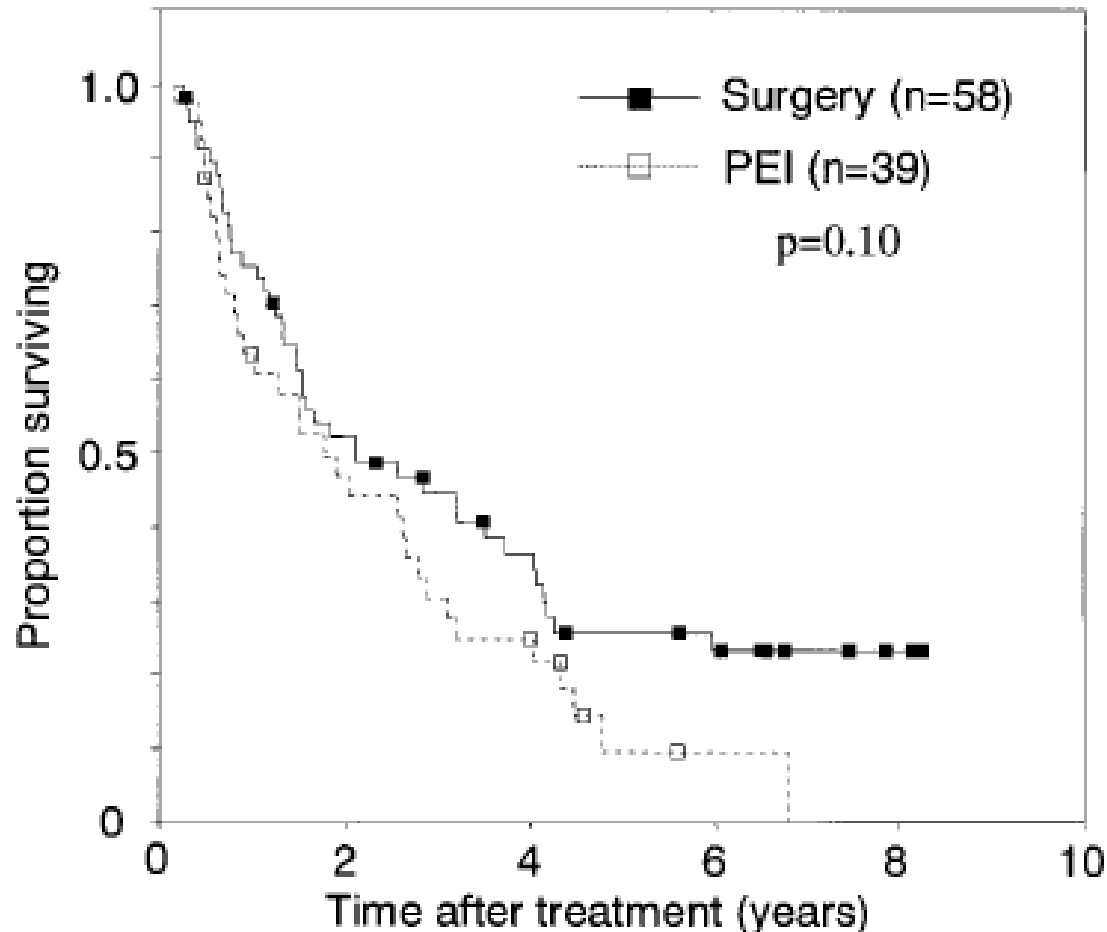 Surgery (n=58)
PEI (n=39)
p=0.10
Proportion surviving
1.0
0.5
0
0 2 4 6 8 10
Time after treatment (years)